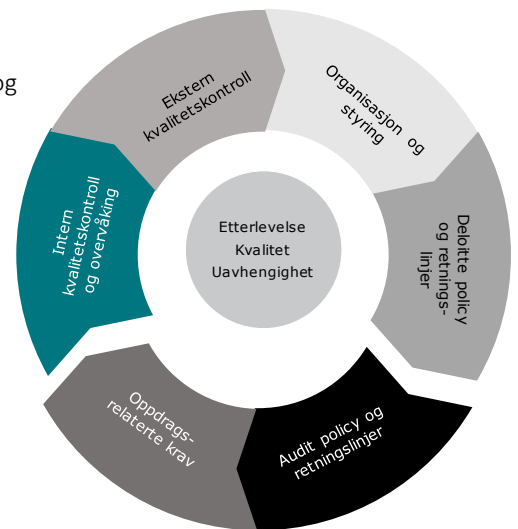 og
Ekstern
kvalitetskontroll
Organisasjon og
styring
Deloitte policy
og retnings-
linjer
Audit policy og
retningslinjer
Oppdrags-
relaterte krav
Intern
kvalitetskontroll
og overvåking
Etterlevelse
Kvalitet
Uavhengighet